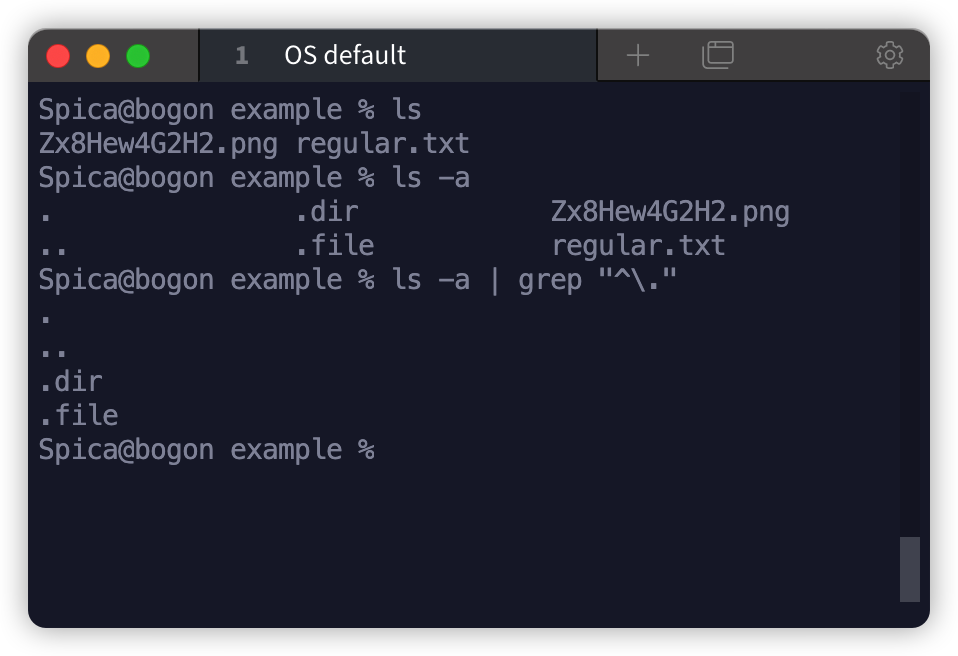 1 OS default
Spica@bogon example % ls
Zx8Hew4G2H2.png regular.txt
Spica@bogon example % ls -a
. .dir Zx8Hew4G2H2.png
.. .file regular.txt
Spica@bogon example % ls -a | grep "^\."
.
..
.dir
.file
Spica@bogon example %